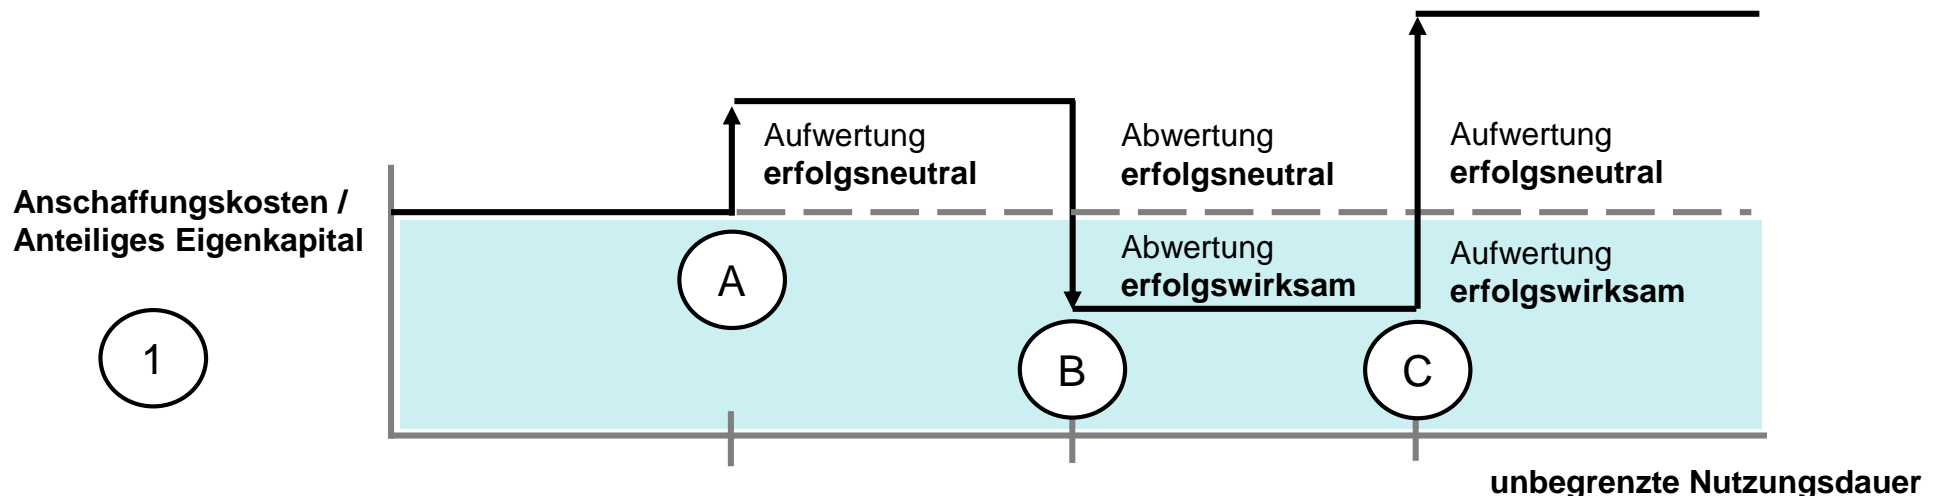 Anschaffungskosten /
Anteiliges Eigenkapital
1
Aufwertung
erfolgsneutral
A
Abwertung
erfolgsneutral
Abwertung
erfolgswirksam
B
Aufwertung
erfolgsneutral
Aufwertung
erfolgswirksam
C
unbegrenzte Nutzungsdauer